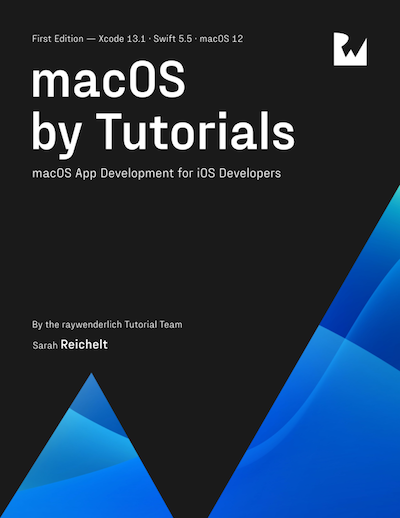 First Edition — Xcode 13.1 · Swift 5.5 · macOS 12
macOS
by Tutorials
macOS App Development for iOS Developers
By the raywenderlich Tutorial Team
Sarah Reichelt